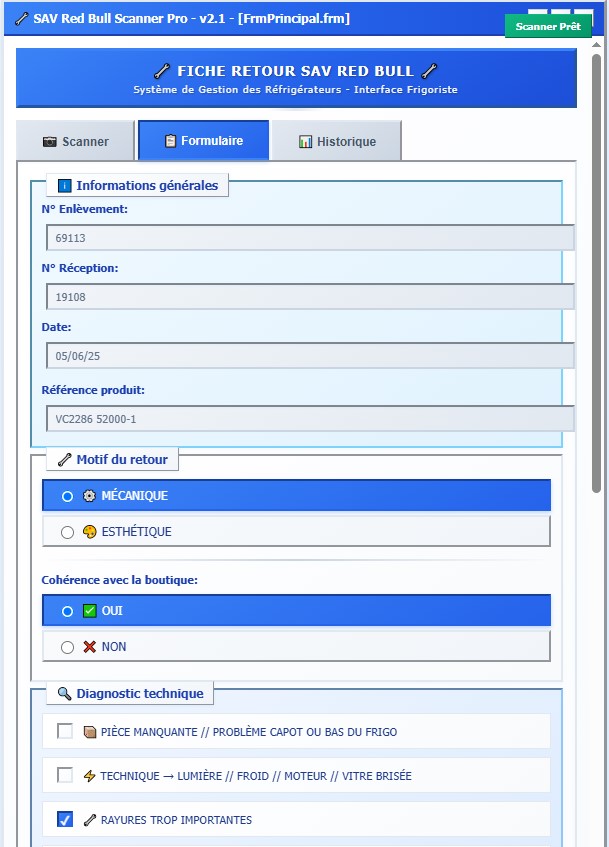 SAV Red Bull Scanner Pro - v2.1 - [FrmPrincipal.frm]
Scanner Prêt
FICHE RETOUR SAV RED BULL
Système de Gestion des Réfrigérateurs - Interface Frigoriste
Scanner
Formulaire
Historique
Informations générales
N° Enlèvement:
69113
N° Réception:
19108
Date:
05/06/25
Référence produit:
VC2286 52000-1
Motif du retour
MÉCANIQUE
ESTHÉTIQUE
Cohérence avec la boutique:
OUI
NON
Diagnostic technique
PIÈCE MANQUANTE // PROBLÈME CAPOT OU BAS DU FRIGO
TECHNIQUE → LUMIÈRE // FROID // MOTEUR // VITRE BRISÉE
RAYURES TROP IMPORTANTES